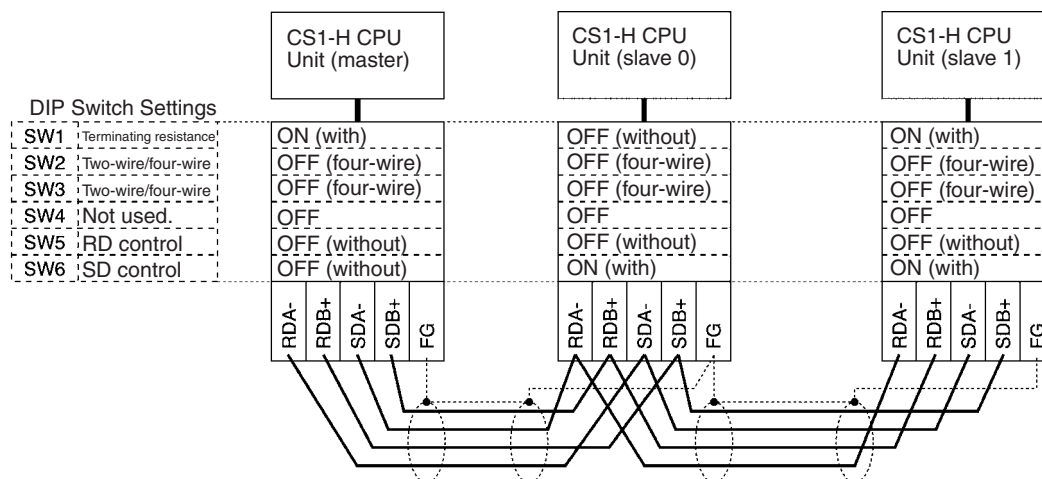 CS1-H CPU
Unit (master)
CS1-H CPU
Unit (slave 0)
CS1-H CPU
Unit (slave 1)
DIP Switch Settings
SW1 Terminating resistance ON (with) OFF (without) ON (with)
SW2 Two-wire/four-wire OFF (four-wire) OFF (four-wire) OFF (four-wire)
SW3 Two-wire/four-wire OFF (four-wire) OFF (four-wire) OFF (four-wire)
SW4 Not used. OFF OFF OFF
SW5 RD control OFF (without) OFF (without) OFF (without)
SW6 SD control OFF (without) ON (with) ON (with)
RDA- RDB+ SDA- SDB+ FG RDA- RDB+ SDA- SDB+ FG RDA- RDB+ SDA- SDB+ FG